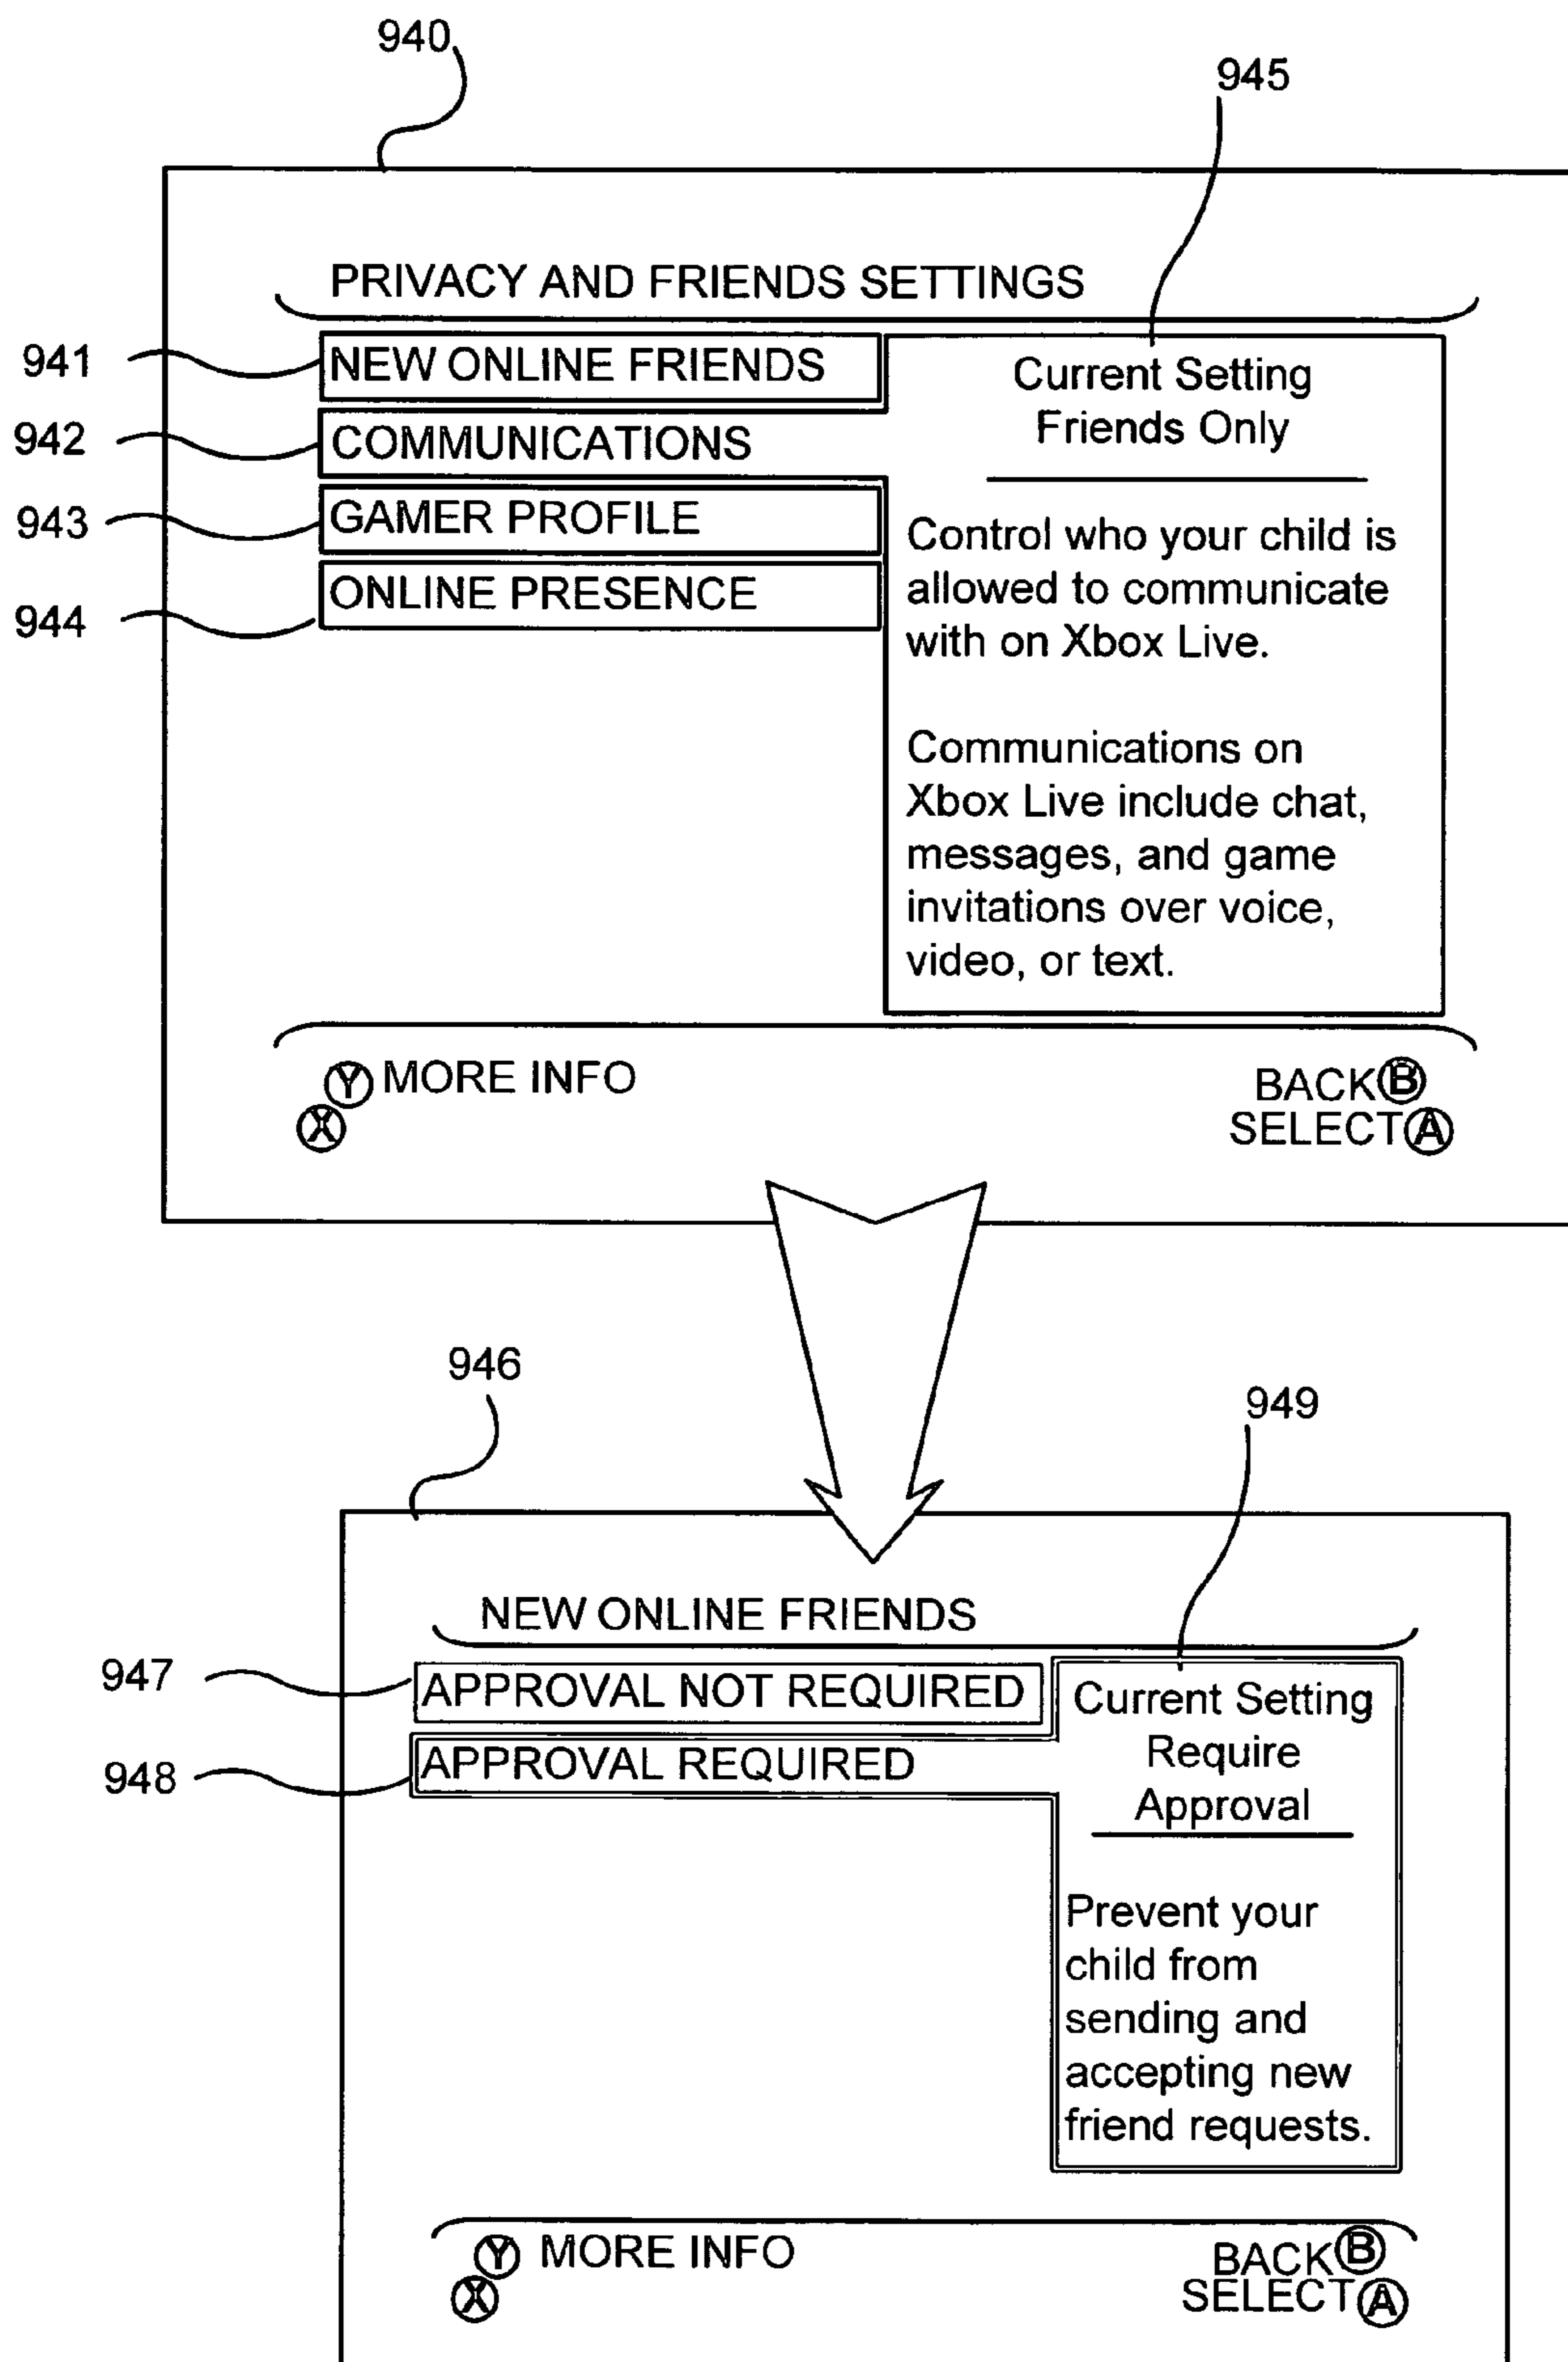 940
945
PRIVACY AND FRIENDS SETTINGS
941
NEW ONLINE FRIENDS
942
COMMUNICATIONS
943
GAMER PROFILE
944
ONLINE PRESENCE
Current Setting
Friends Only
Control who your child is
allowed to communicate
with on Xbox Live.
Communications on
Xbox Live include chat,
messages, and game
invitations over voice,
video, or text.
Y MORE INFO
X
BACK B
SELECT A
946
949
NEW ONLINE FRIENDS
947
APPROVAL NOT REQUIRED
948
APPROVAL REQUIRED
Current Setting
Require
Approval
Prevent your
child from
sending and
accepting new
friend requests.
Y MORE INFO
X
BACK B
SELECT A